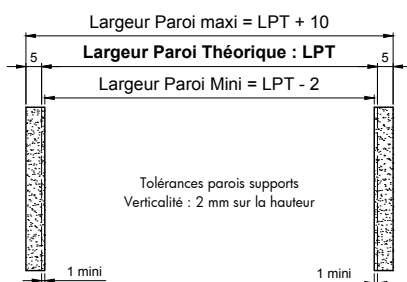 Largeur Paroi maxi = LPT + 10
5 Largeur Paroi Théorique : LPT 5
Largeur Paroi Mini = LPT - 2
Tolérances parois supports
Verticalité : 2 mm sur la hauteur
1 mini 1 mini